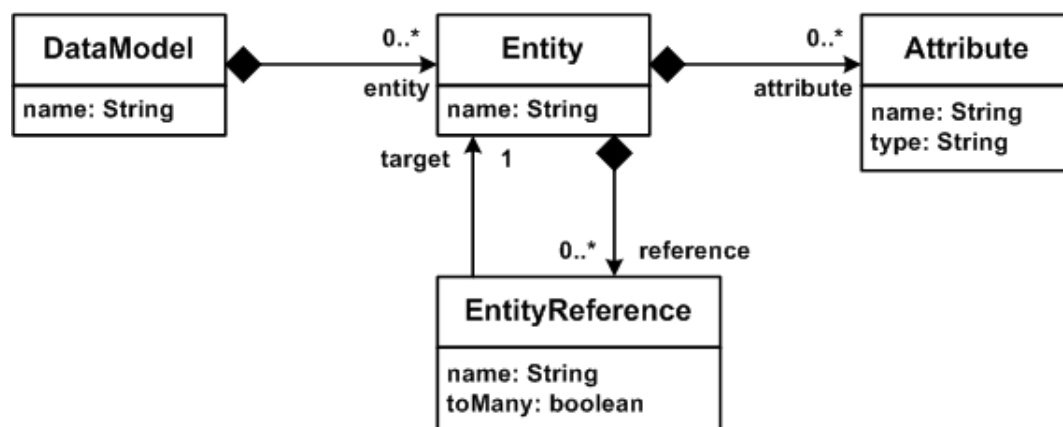 DataModel
name: String
0..*
entity
Entity
name: String
0..*
attribute
Attribute
name: String
type: String
target
1
0..*
reference
EntityReference
name: String
toMany: boolean